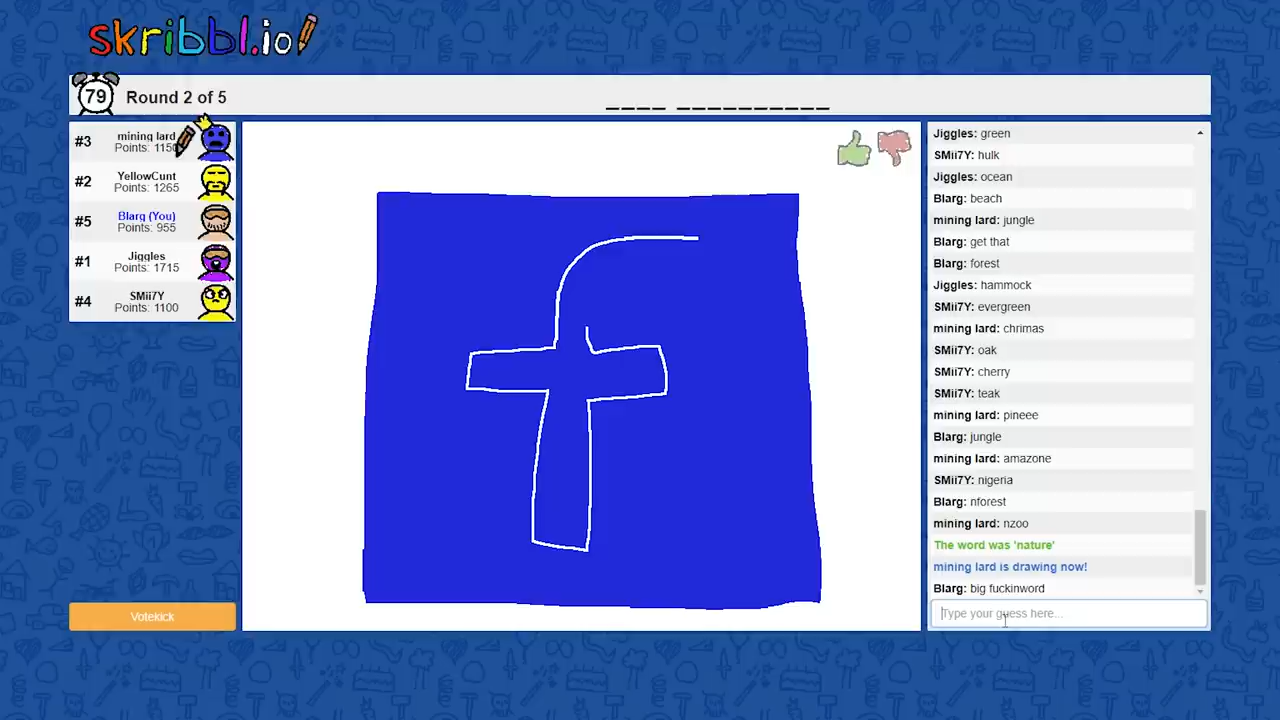 skribbl.io
79
Round 2 of 5
____ __________
#3
mining lard
Points: 1150
#2
YellowCunt
Points: 1265
#5
Blarg (You)
Points: 955
#1
Jiggles
Points: 1715
#4
SMii7Y
Points: 1100
Votekick
f
Jiggles: green
SMii7Y: hulk
Jiggles: ocean
Blarg: beach
mining lard: jungle
Blarg: get that
Blarg: forest
Jiggles: hammock
SMii7Y: evergreen
mining lard: chrimas
SMii7Y: oak
SMii7Y: cherry
SMii7Y: teak
mining lard: pineee
Blarg: jungle
mining lard: amazone
SMii7Y: nigeria
Blarg: nforest
mining lard: nzoo
The word was 'nature'
mining lard is drawing now!
Blarg: big fuckinword
Type your guess here...